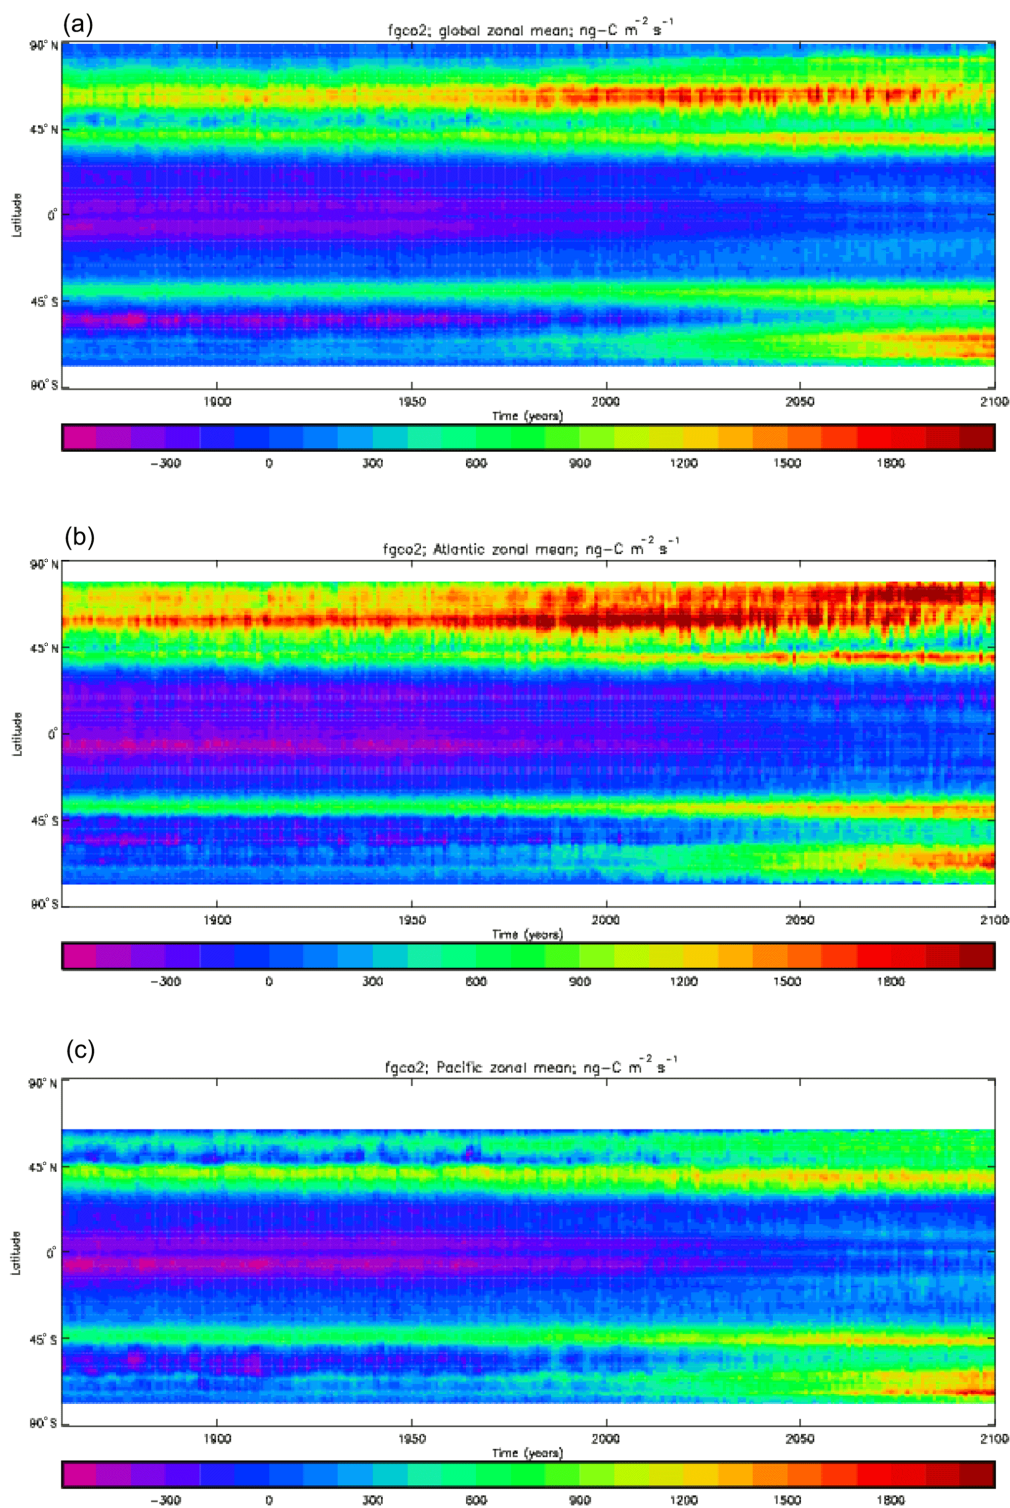 (a)
fgco2; global zonal mean; ng-C m⁻² s⁻¹
90°N
45°N
0°
45°S
90°S
Latitude
1900 1950 2000 2050 2100
Time (years)
-300 0 300 600 900 1200 1500 1800
(b)
fgco2; Atlantic zonal mean; ng-C m⁻² s⁻¹
90°N
45°N
0°
45°S
90°S
Latitude
1900 1950 2000 2050 2100
Time (years)
-300 0 300 600 900 1200 1500 1800
(c)
fgco2; Pacific zonal mean; ng-C m⁻² s⁻¹
90°N
45°N
0°
45°S
90°S
Latitude
1900 1950 2000 2050 2100
Time (years)
-300 0 300 600 900 1200 1500 1800